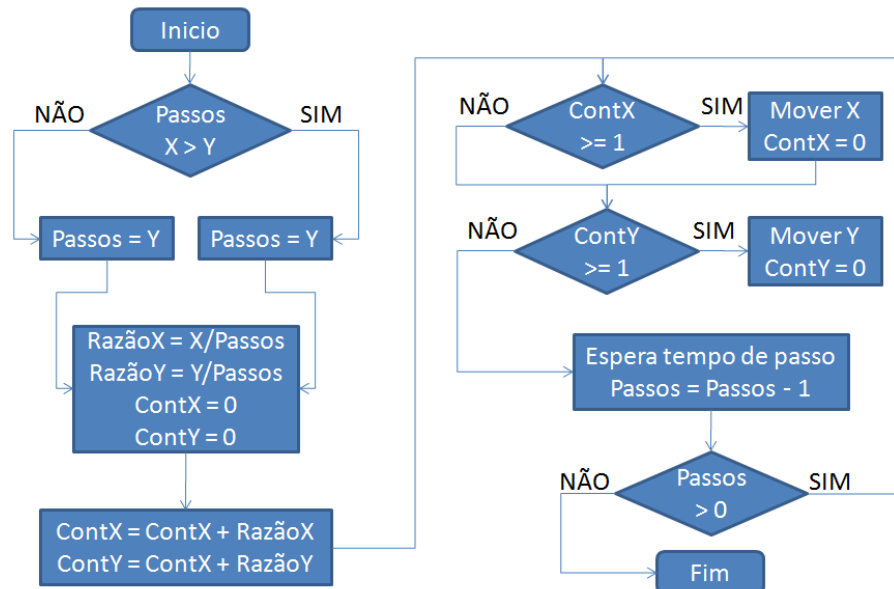 Inicio
NÃO
SIM
Passos
X > Y
Passos = Y
Passos = Y
RazãoX = X/Passos
RazãoY = Y/Passos
ContX = 0
ContY = 0
ContX = ContX + RazãoX
ContY = ContX + RazãoY
NÃO
SIM
ContX
>= 1
Mover X
ContX = 0
NÃO
SIM
ContY
>= 1
Mover Y
ContY = 0
Espera tempo de passo
Passos = Passos - 1
NÃO
SIM
Passos
> 0
Fim